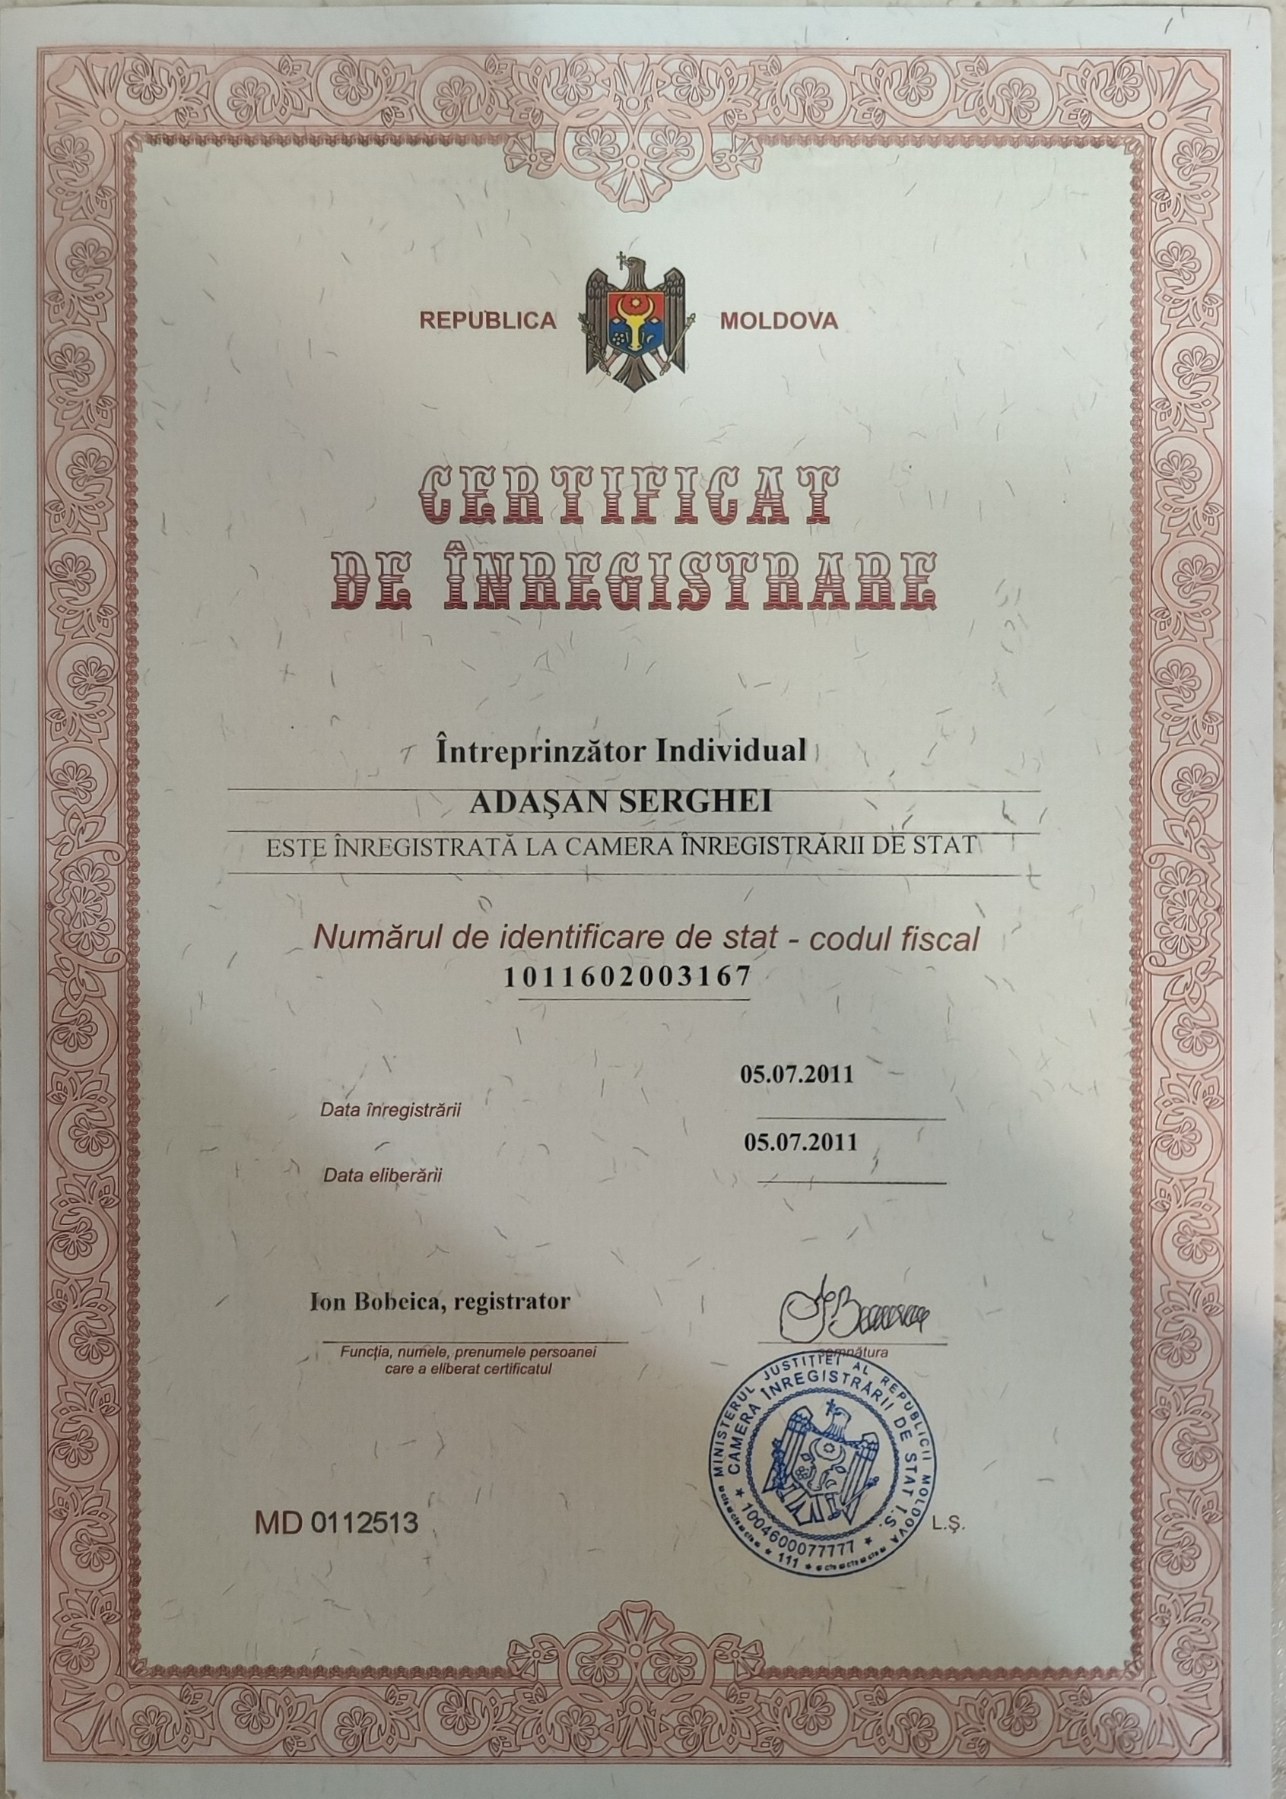 REPUBLICA MOLDOVA
CERTIFICAT
DE ÎNREGISTRARE
Întreprinzător Individual
ADAŞAN SERGHEI
ESTE ÎNREGISTRATĂ LA CAMERA ÎNREGISTRĂRII DE STAT
Numărul de identificare de stat - codul fiscal
1011602003167
05.07.2011
Data înregistrării
05.07.2011
Data eliberării
Ion Bobeica, registrator
Funcţia, numele, prenumele persoanei
care a eliberat certificatul
semnătura
MINISTERUL JUSTIŢIEI AL REPUBLICII MOLDOVA
CAMERA ÎNREGISTRĂRII DE STAT Î.S.
* 1004600077777 *
* 111 *
MD 0112513
L.Ş.